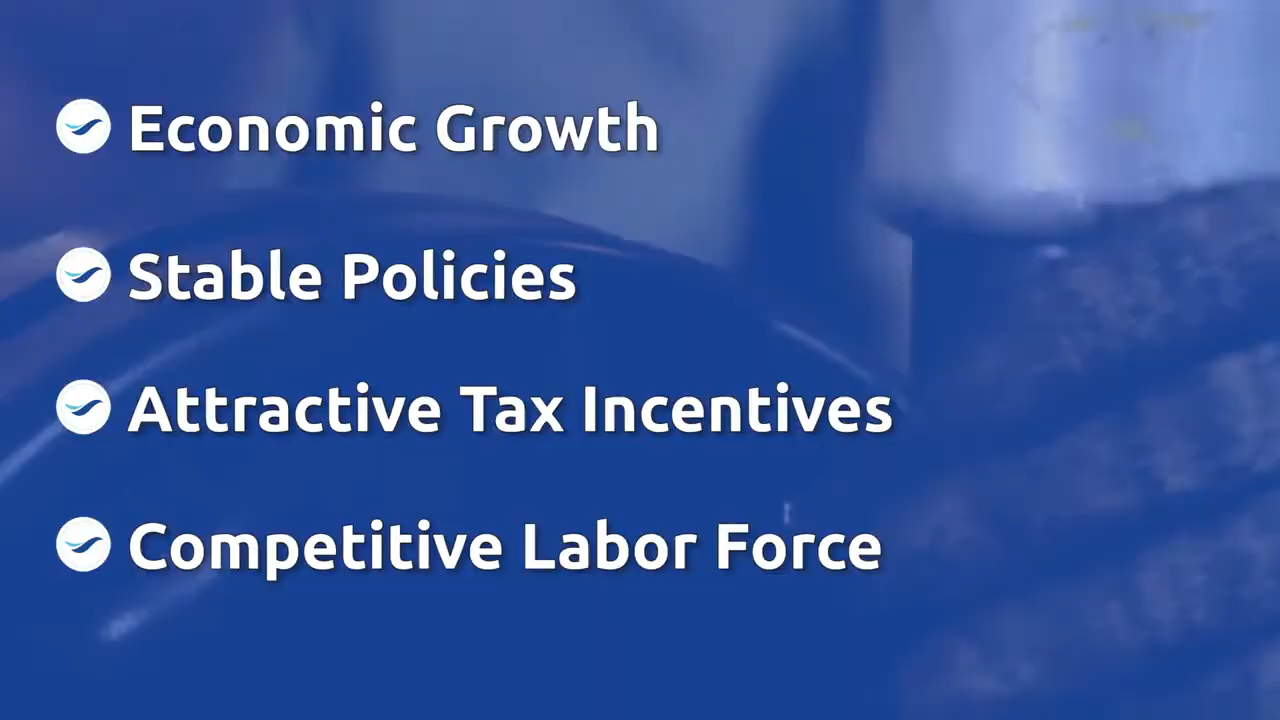 Economic Growth
Stable Policies
Attractive Tax Incentives
Competitive Labor Force